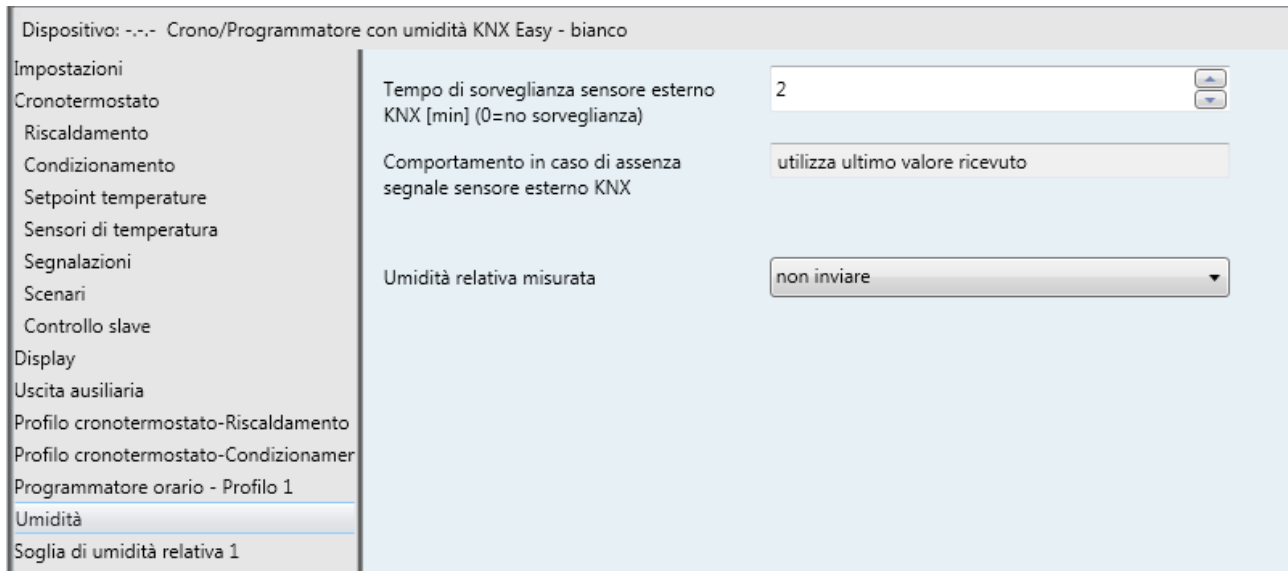 Dispositivo: -.-.- Crono/Programmatore con umidità KNX Easy - bianco
Impostazioni
Cronotermostato
Riscaldamento
Condizionamento
Setpoint temperature
Sensori di temperatura
Segnalazioni
Scenari
Controllo slave
Display
Uscita ausiliaria
Profilo cronotermostato-Riscaldamento
Profilo cronotermostato-Condizionamer
Programmatore orario - Profilo 1
Umidità
Soglia di umidità relativa 1
Tempo di sorveglianza sensore esterno
KNX [min] (0=no sorveglianza)
2
Comportamento in caso di assenza
segnale sensore esterno KNX
utilizza ultimo valore ricevuto
Umidità relativa misurata
non inviare